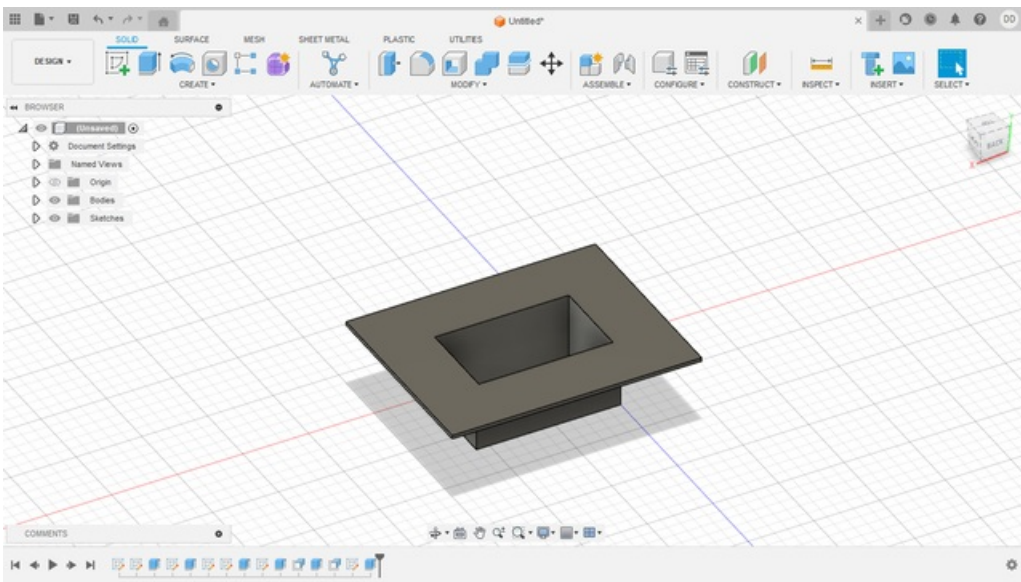 Untitled*
DD
SOLID SURFACE MESH SHEET METAL PLASTIC UTILITIES
DESIGN
CREATE AUTOMATE MODIFY ASSEMBLE CONFIGURE CONSTRUCT INSPECT INSERT SELECT
BROWSER
(Unsaved)
Document Settings
Named Views
Origin
Bodies
Sketches
BACK
X
COMMENTS